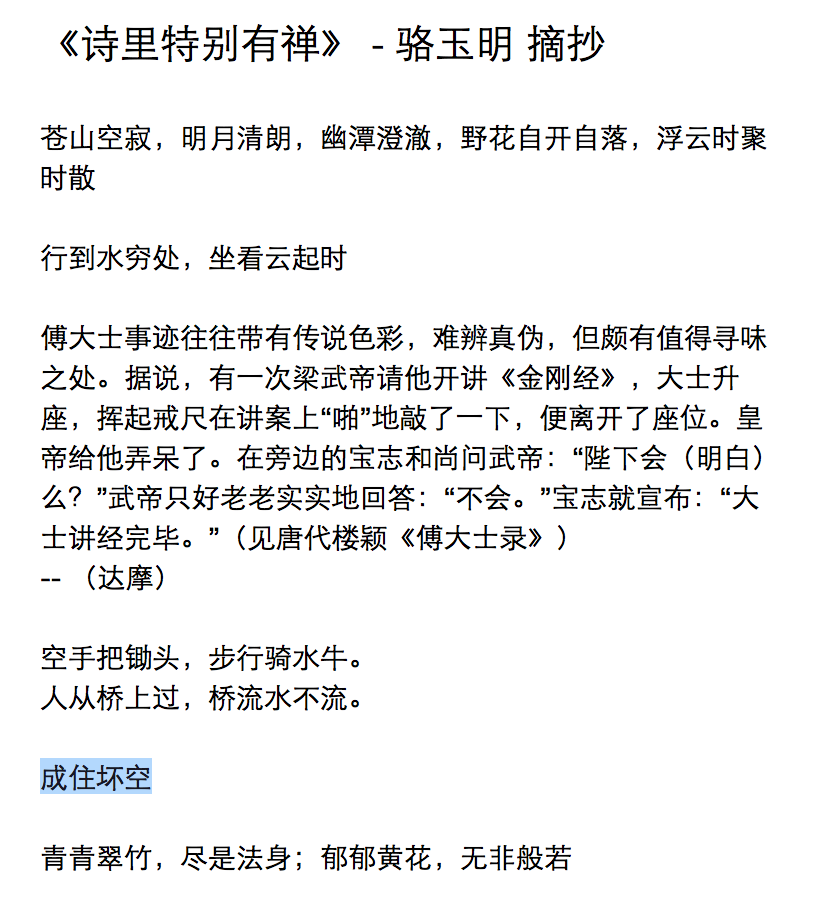 《诗里特别有禅》 - 骆玉明 摘抄
苍山空寂，明月清朗，幽潭澄澈，野花自开自落，浮云时聚
时散
行到水穷处，坐看云起时
傅大士事迹往往带有传说色彩，难辨真伪，但颇有值得寻味
之处。据说，有一次梁武帝请他开讲《金刚经》，大士升
座，挥起戒尺在讲案上“啪”地敲了一下，便离开了座位。皇
帝给他弄呆了。在旁边的宝志和尚问武帝：“陛下会（明白）
么？”武帝只好老老实实地回答：“不会。”宝志就宣布：“大
士讲经完毕。”（见唐代楼颖《傅大士录》）
-- （达摩）
空手把锄头，步行骑水牛。
人从桥上过，桥流水不流。
成住坏空
青青翠竹，尽是法身；郁郁黄花，无非般若